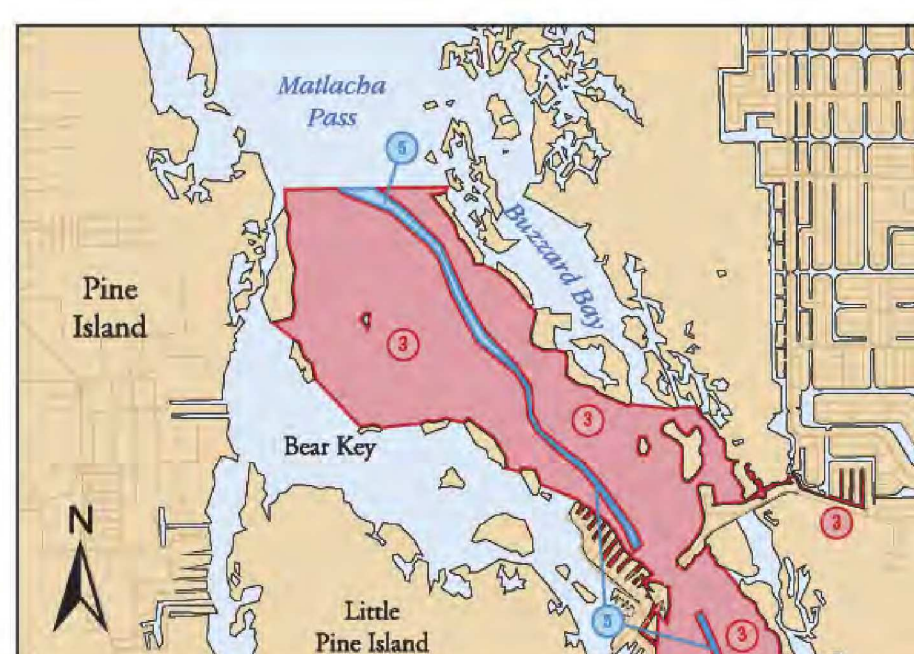 Matlacha
Pass
5
Buzzard Bay
Pine
Island
3
3
Bear Key
N
3
Little
Pine Island
5
3